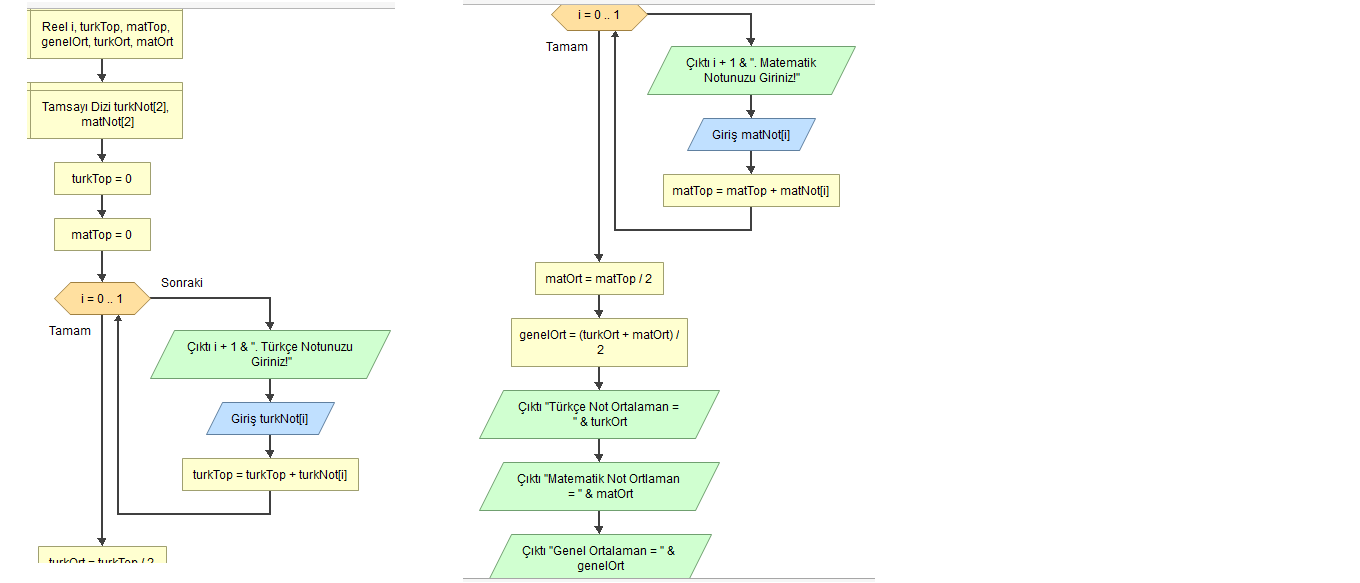 Reel i, turkTop, matTop,
genelOrt, turkOrt, matOrt
Tamsayı Dizi turkNot[2],
matNot[2]
turkTop = 0
matTop = 0
i = 0 .. 1
Sonraki
Tamam
Çıktı i + 1 & ". Türkçe Notunuzu
Giriniz!"
Giriş turkNot[i]
turkTop = turkTop + turkNot[i]
turkOrt = turkTop / 2
i = 0 .. 1
Tamam
Çıktı i + 1 & ". Matematik
Notunuzu Giriniz!"
Giriş matNot[i]
matTop = matTop + matNot[i]
matOrt = matTop / 2
genelOrt = (turkOrt + matOrt) /
2
Çıktı "Türkçe Not Ortalaman =
" & turkOrt
Çıktı "Matematik Not Ortlaman
= " & matOrt
Çıktı "Genel Ortalaman = " &
genelOrt